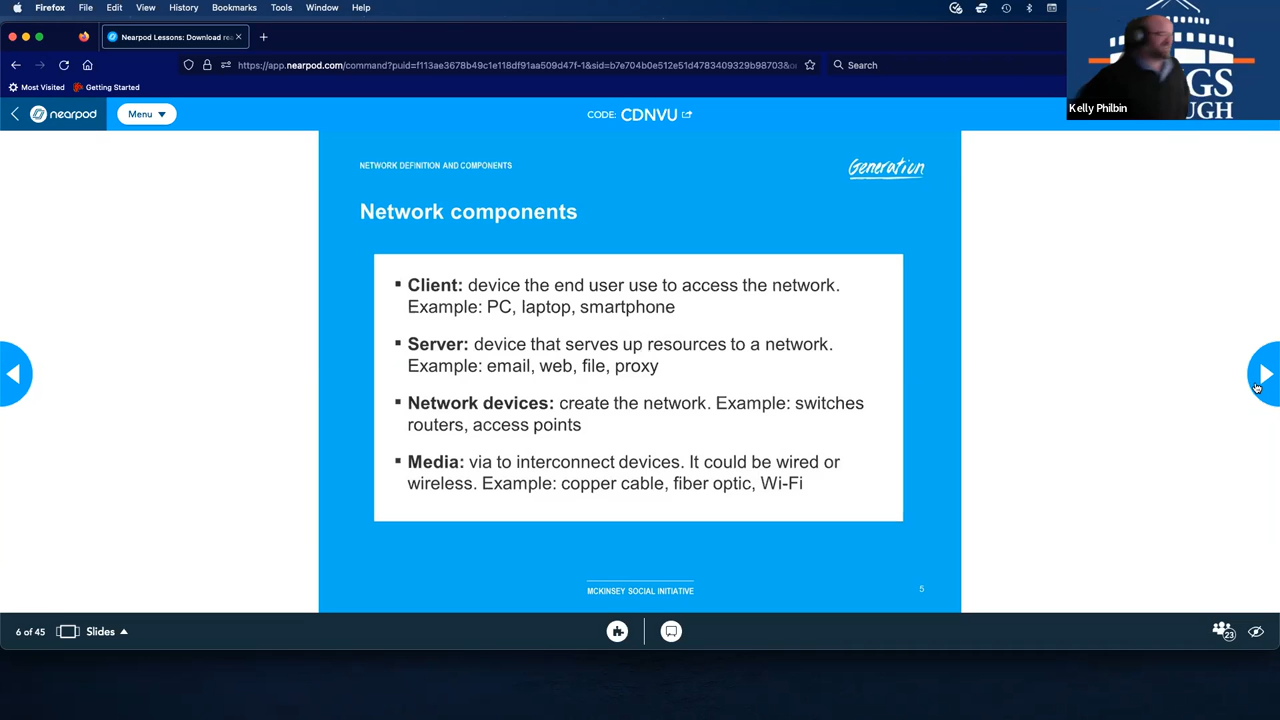 Firefox File Edit View History Bookmarks Tools Window Help
Nearpod Lessons: Download rea
https://app.nearpod.com/command?puid=f113ae3678b49c1e118df91aa509d47f-1&sid=b7e704b0e512e51d4783409329b98703&o
Search
Most Visited Getting Started
GS
UGH
Kelly Philbin
nearpod Menu CODE: CDNVU
NETWORK DEFINITION AND COMPONENTS
Generation
Network components
▪ Client: device the end user use to access the network.
Example: PC, laptop, smartphone
▪ Server: device that serves up resources to a network.
Example: email, web, file, proxy
▪ Network devices: create the network. Example: switches
routers, access points
▪ Media: via to interconnect devices. It could be wired or
wireless. Example: copper cable, fiber optic, Wi-Fi
MCKINSEY SOCIAL INITIATIVE
5
6 of 45 Slides 23